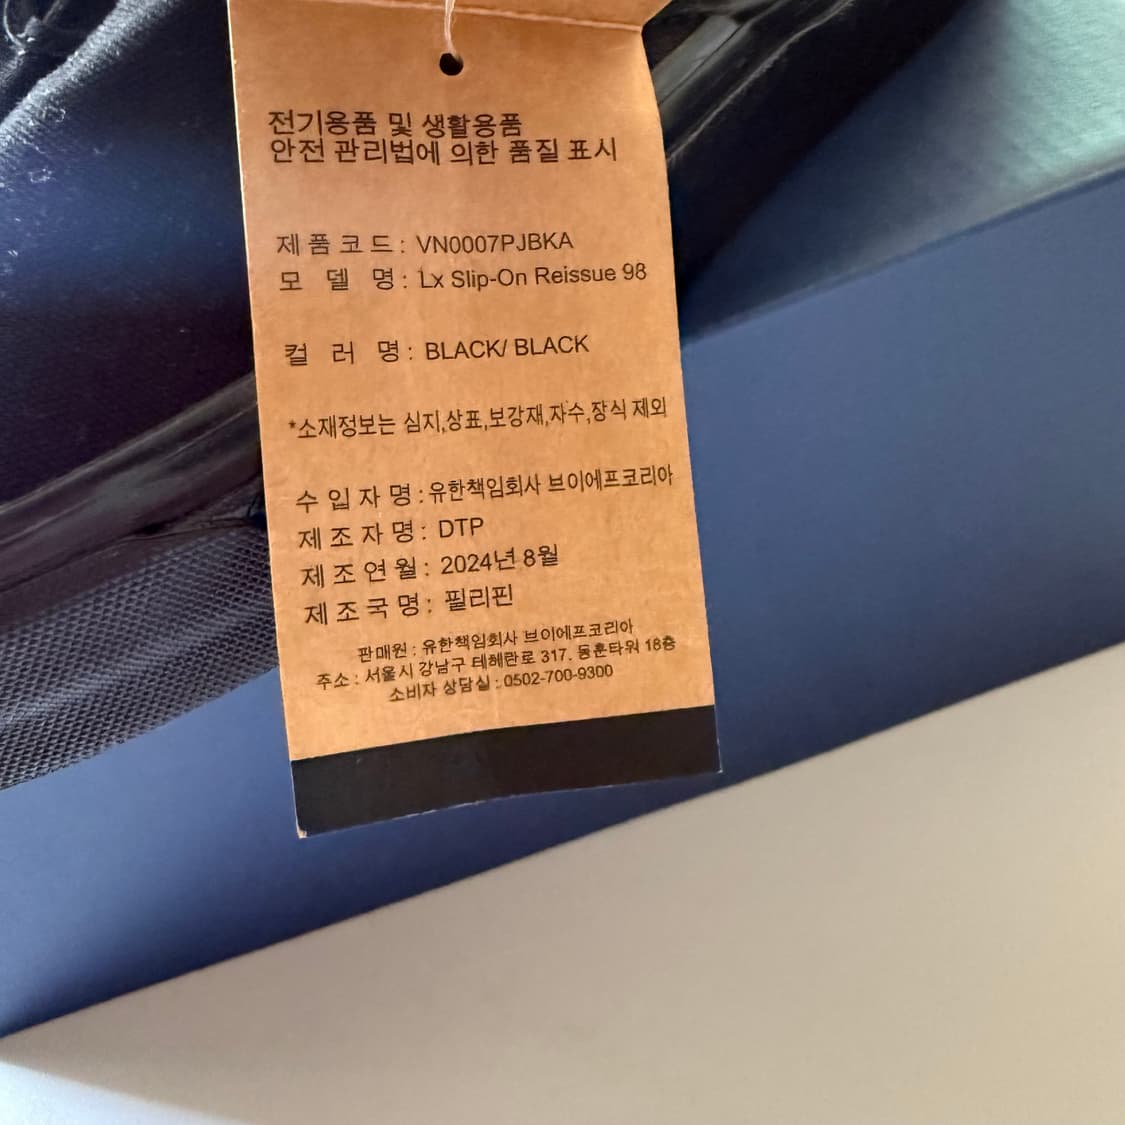 전기용품 및 생활용품
안전 관리법에 의한 품질 표시
제 품 코 드 : VN0007PJBKA
모 델 명 : Lx Slip-On Reissue 98
컬 러 명 : BLACK/ BLACK
*소재정보는 심지,상표,보강재,자수,장식 제외
수 입 자 명 : 유한책임회사 브이에프코리아
제 조 자 명 : DTP
제 조 연 월 : 2024년 8월
제 조 국 명 : 필리핀
판매원 : 유한책임회사 브이에프코리아
주소 : 서울시 강남구 테헤란로 317. 동훈타워 18층
소비자 상담실 : 0502-700-9300